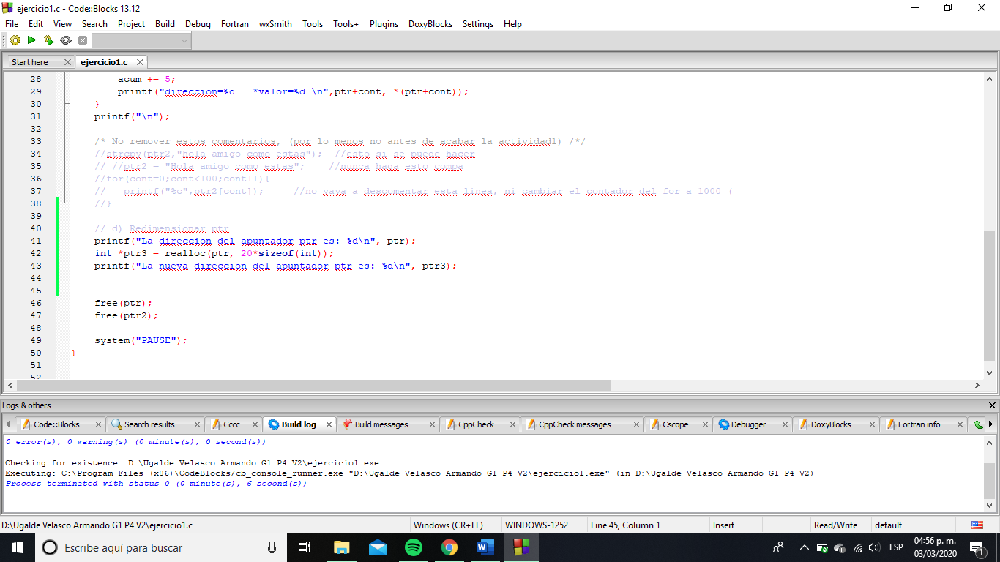 ejercicio1.c - Code::Blocks 13.12
File Edit View Search Project Build Debug Fortran wxSmith Tools Tools+ Plugins DoxyBlocks Settings Help
Start here ejercicio1.c
28 acum += 5;
29 printf("direccion=%d   *valor=%d \n",ptr+cont, *(ptr+cont));
30 }
31 printf("\n");
32
33 /* No remover estos comentarios, (por lo menos no antes de acabar la actividad1) /*/
34 //strcpy(ptr2,"hola amigo como estas");  //esto si se puede hacer
35 // //ptr2 = "Hola amigo como estas";    //nunca haga esto compa
36 //for(cont=0;cont<100;cont++){
37 //   printf("%c",ptr2[cont]);     //no vaya a descomentar esta linea, ni cambiar el contador del for a 1000 (
38 //}
39
40 // d) Redimensionar ptr
41 printf("La direccion del apuntador ptr es: %d\n", ptr);
42 int *ptr3 = realloc(ptr, 20*sizeof(int));
43 printf("La nueva direccion del apuntador ptr es: %d\n", ptr3);
44
45
46 free(ptr);
47 free(ptr2);
48
49 system("PAUSE");
50 }
51
52
Logs & others
Code::Blocks Search results Cccc Build log Build messages CppCheck CppCheck messages Cscope Debugger DoxyBlocks Fortran info
0 error(s), 0 warning(s) (0 minute(s), 0 second(s))
Checking for existence: D:\Ugalde Velasco Armando G1 P4 V2\ejercicio1.exe
Executing: C:\Program Files (x86)\CodeBlocks/cb_console_runner.exe "D:\Ugalde Velasco Armando G1 P4 V2\ejercicio1.exe" (in D:\Ugalde Velasco Armando G1 P4 V2)
Process terminated with status 0 (0 minute(s), 6 second(s))
D:\Ugalde Velasco Armando G1 P4 V2\ejercicio1.c Windows (CR+LF) WINDOWS-1252 Line 45, Column 1 Insert Read/Write default
Escribe aquí para buscar ESP 04:56 p. m.
03/03/2020 1